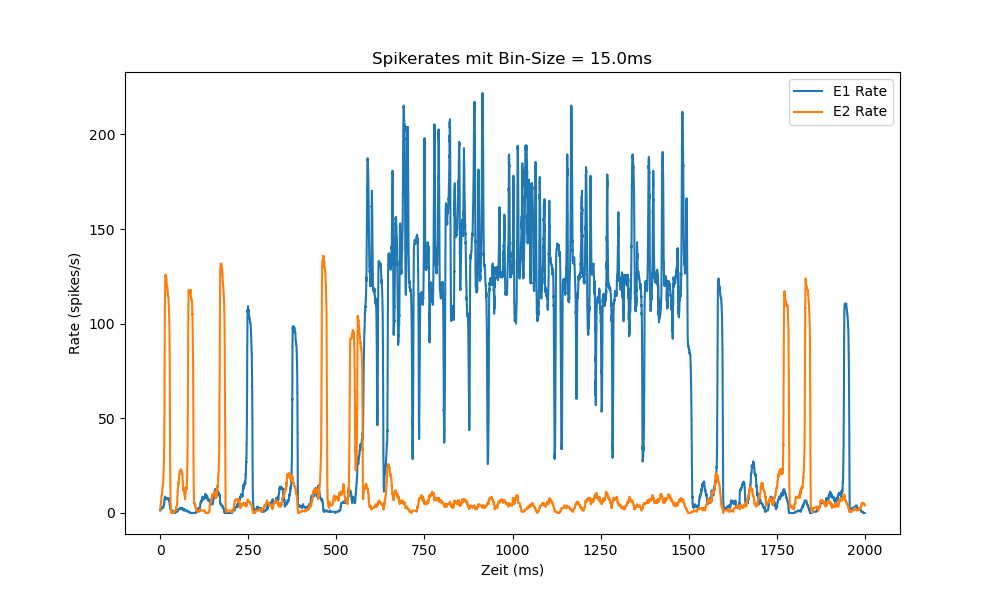 Spikerates mit Bin-Size = 15.0ms
E1 Rate
E2 Rate
Rate (spikes/s)
200
150
100
50
0
0 250 500 750 1000 1250 1500 1750 2000
Zeit (ms)